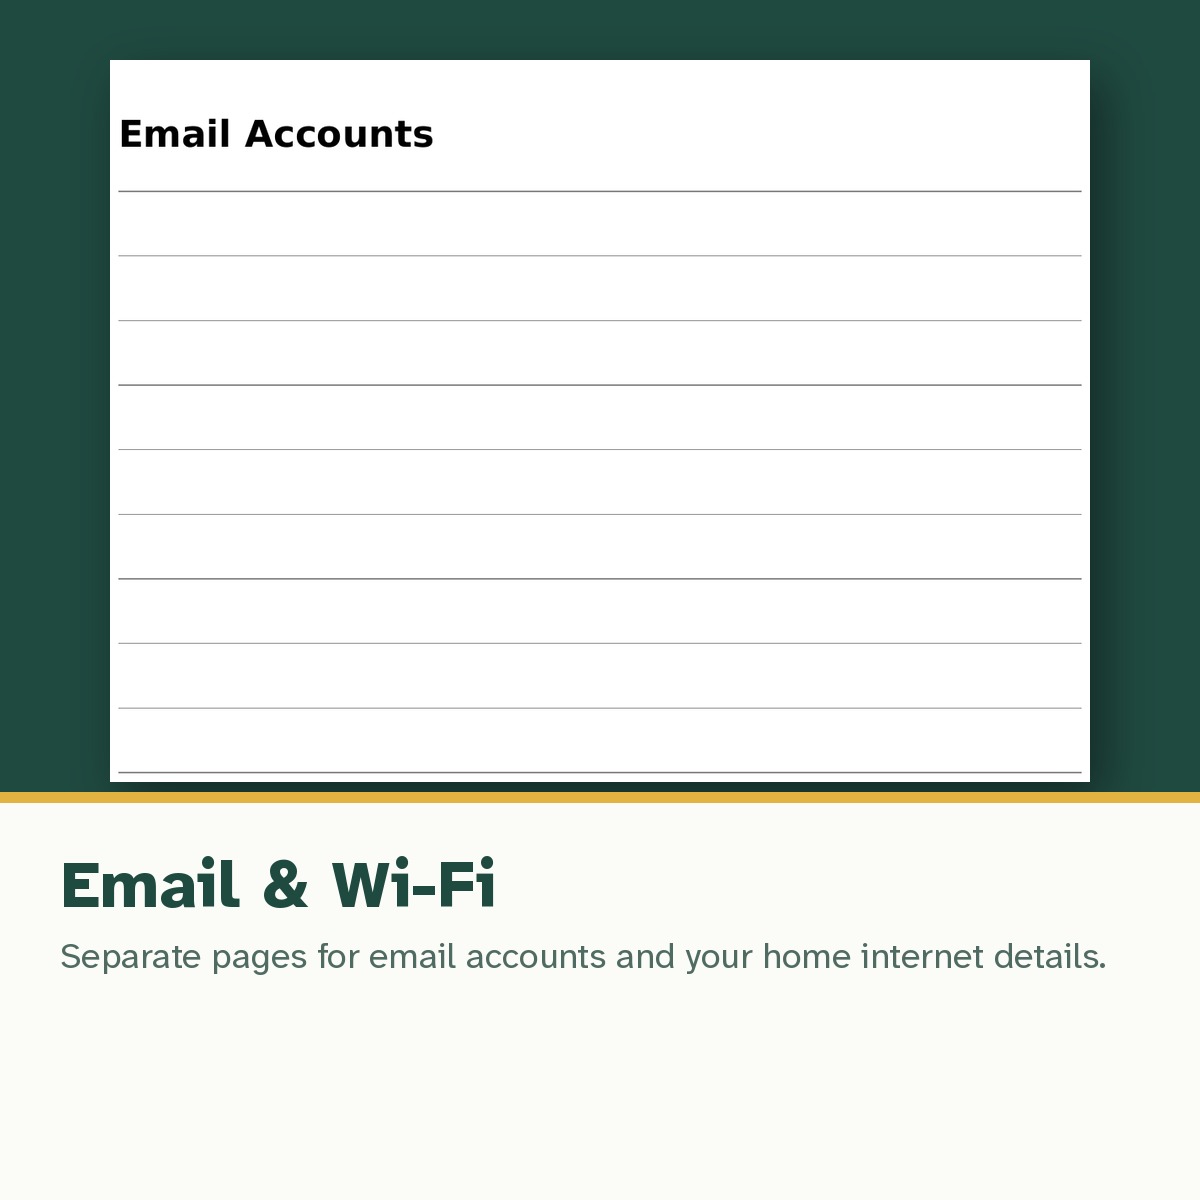 Email Accounts
Email & Wi-Fi
Separate pages for email accounts and your home internet details.